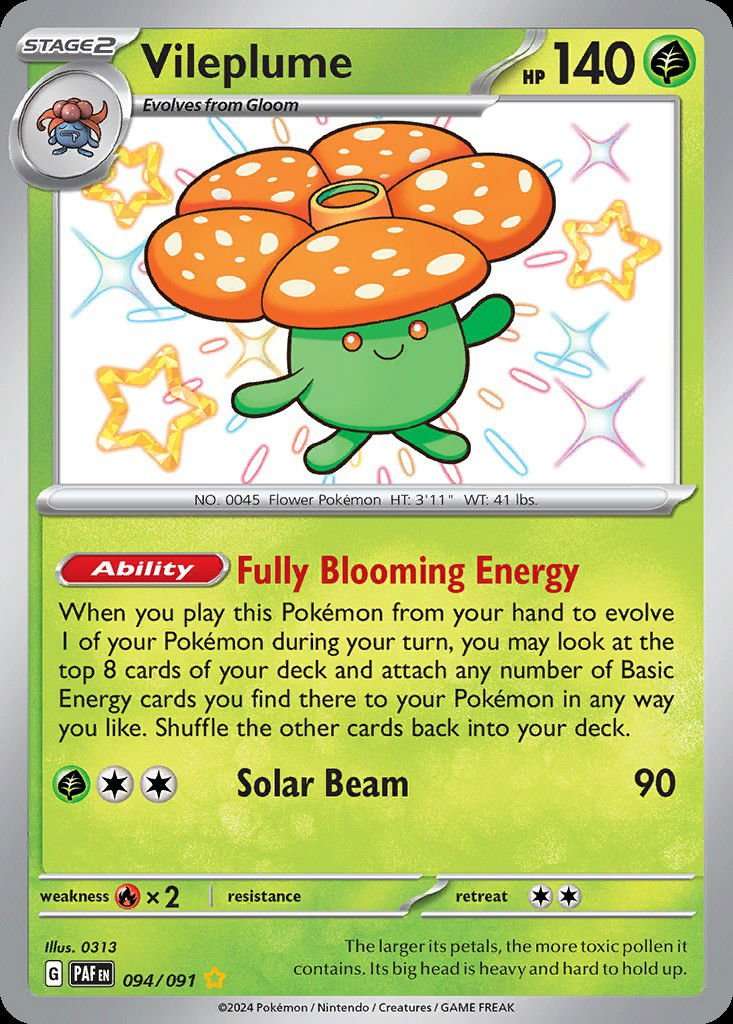 STAGE2
Vileplume
HP 140
Evolves from Gloom
NO. 0045 Flower Pokémon HT: 3'11" WT: 41 lbs.
Ability Fully Blooming Energy
When you play this Pokémon from your hand to evolve
1 of your Pokémon during your turn, you may look at the
top 8 cards of your deck and attach any number of Basic
Energy cards you find there to your Pokémon in any way
you like. Shuffle the other cards back into your deck.
Solar Beam 90
weakness ×2 resistance retreat
Illus. 0313
G PAF EN 094/091
The larger its petals, the more toxic pollen it
contains. Its big head is heavy and hard to hold up.
©2024 Pokémon / Nintendo / Creatures / GAME FREAK